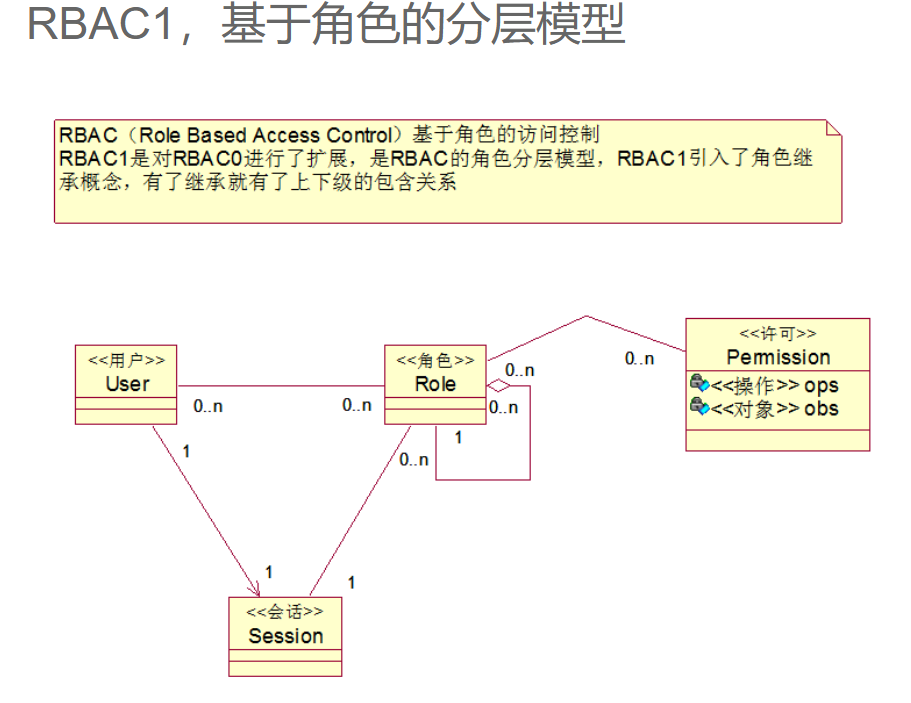 RBAC1，基于角色的分层模型
RBAC（Role Based Access Control）基于角色的访问控制
RBAC1是对RBAC0进行了扩展，是RBAC的角色分层模型，RBAC1引入了角色继
承概念，有了继承就有了上下级的包含关系
<<用户>>
User
0..n
0..n
<<角色>>
Role
0..n
0..n
1
0..n
0..n
<<许可>>
Permission
<<操作>> ops
<<对象>> obs
1
1
1
<<会话>>
Session